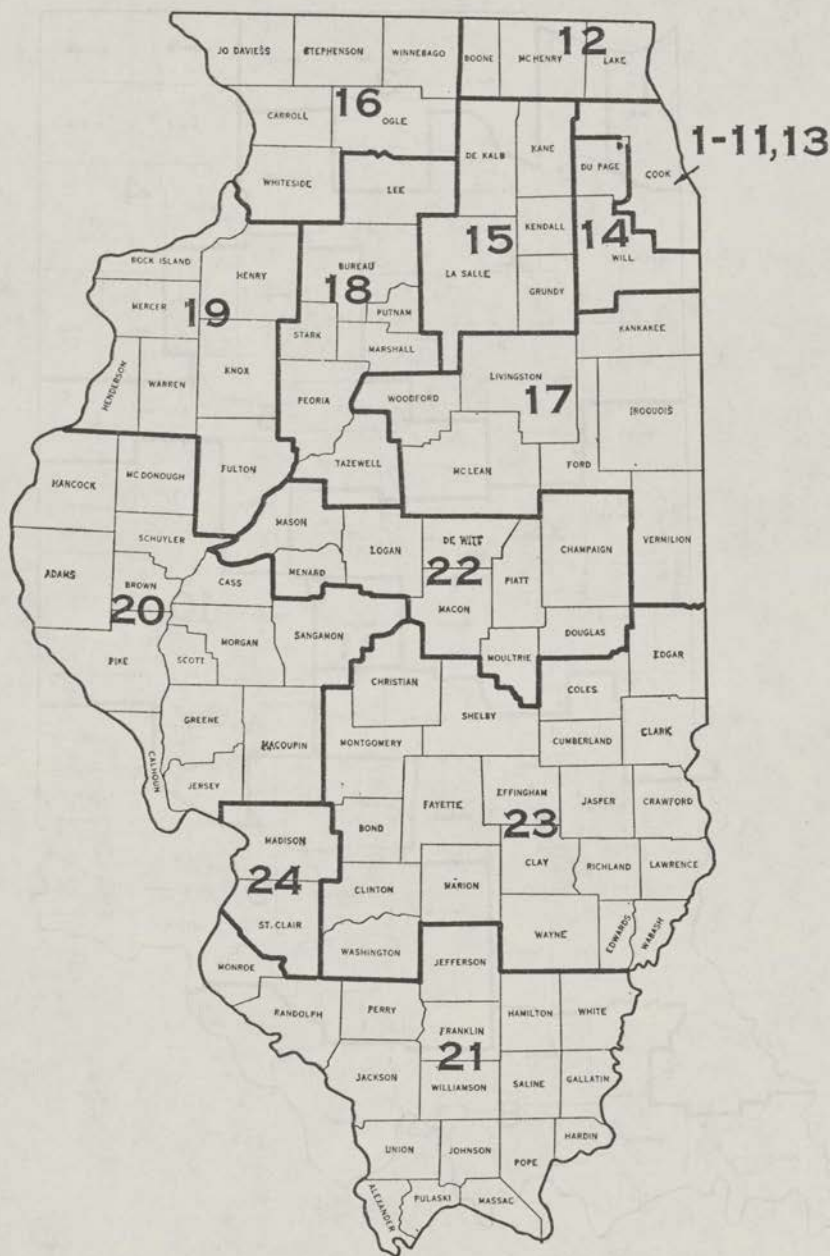 JO DAVIESS
STEPHENSON
WINNEBAGO
BOONE
MC HENRY
12
LAKE
CARROLL
16
OGLE
DE KALB
KANE
1-11,13
DU PAGE
COOK
WHITESIDE
LEE
ROCK ISLAND
HENRY
BUREAU
18
LA SALLE
15
KENDALL
14
WILL
MERCER
19
PUTNAM
GRUNDY
STARK
MARSHALL
KANKAKEE
HENDERSON
WARREN
KNOX
PEORIA
WOODFORD
LIVINGSTON
17
IROQUOIS
HANCOCK
MC DONOUGH
FULTON
TAZEWELL
MC LEAN
FORD
MASON
SCHUYLER
LOGAN
DE WITT
CHAMPAIGN
VERMILION
ADAMS
BROWN
CASS
MENARD
22
PIATT
20
MACON
PIKE
SCOTT
MORGAN
SANGAMON
DOUGLAS
MOULTRIE
EDGAR
CHRISTIAN
COLES
GREENE
SHELBY
MACOUPIN
MONTGOMERY
CUMBERLAND
CLARK
CALHOUN
JERSEY
FAYETTE
EFFINGHAM
JASPER
CRAWFORD
23
MADISON
BOND
CLAY
RICHLAND
LAWRENCE
24
CLINTON
MARION
ST. CLAIR
WAYNE
EDWARDS
WABASH
WASHINGTON
MONROE
JEFFERSON
RANDOLPH
PERRY
HAMILTON
WHITE
FRANKLIN
21
JACKSON
WILLIAMSON
SALINE
GALLATIN
UNION
JOHNSON
POPE
HARDIN
ALEXANDER
PULASKI
MASSAC